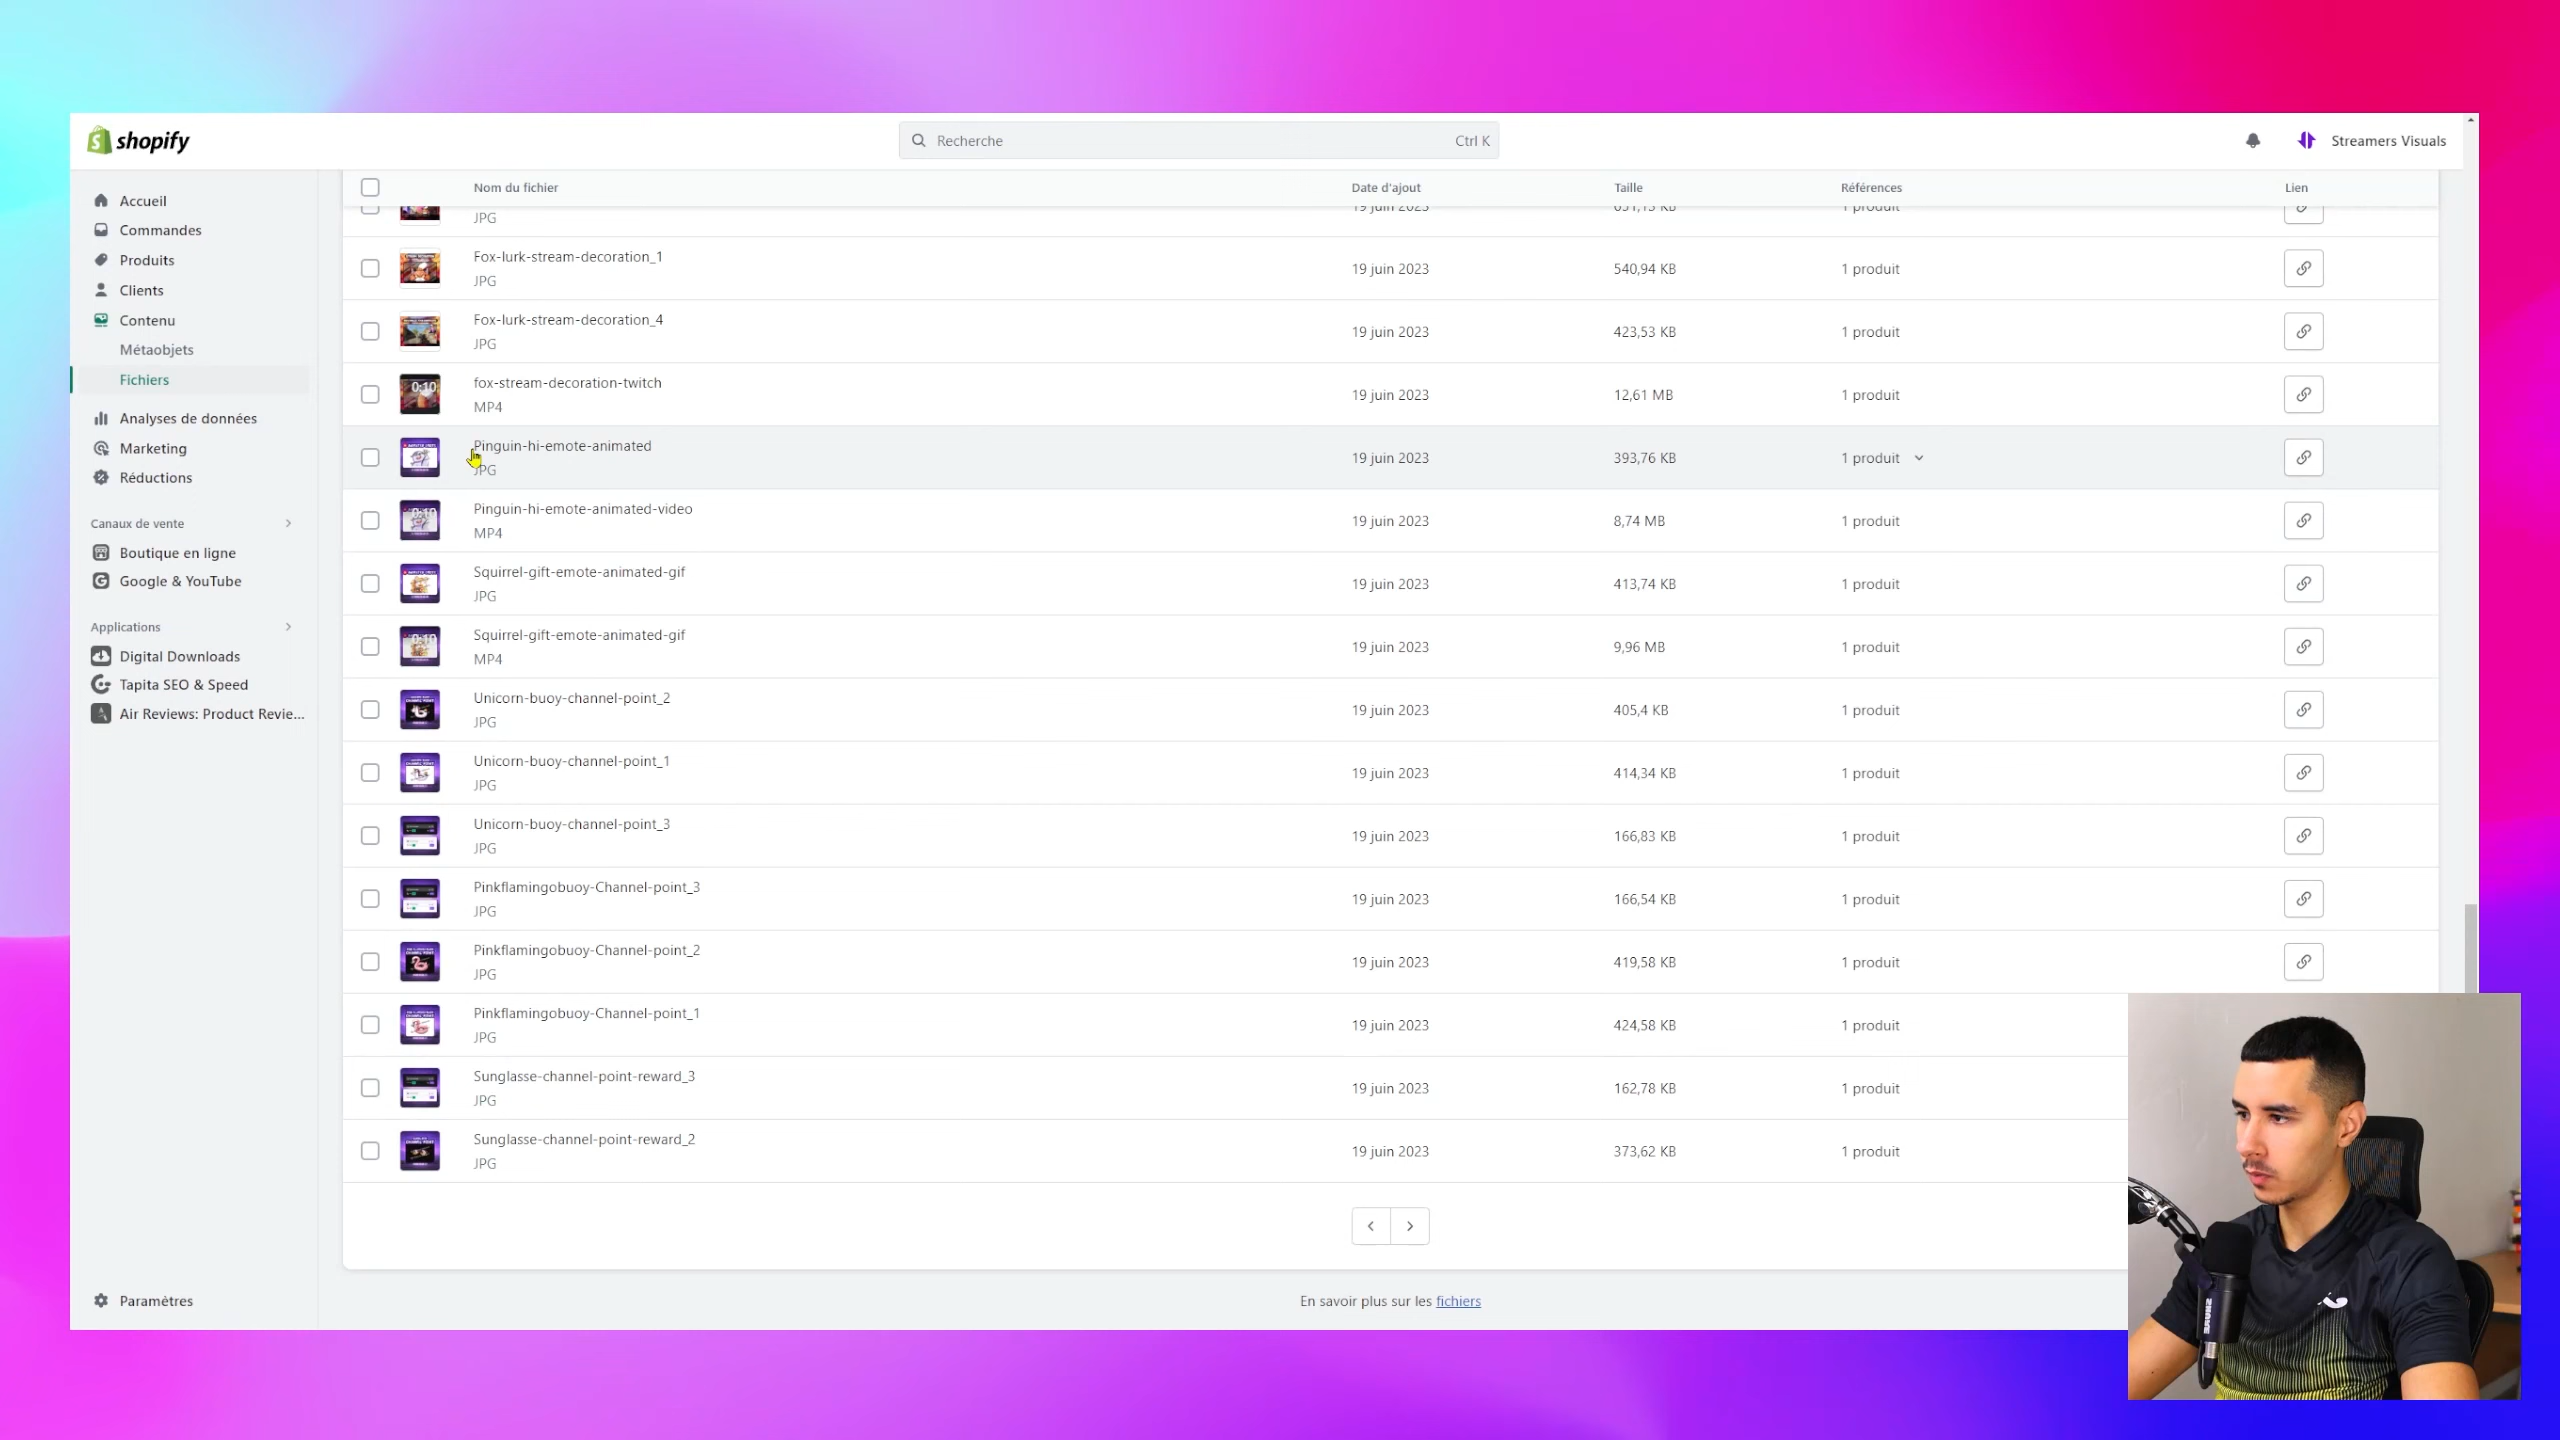 shopify
Recherche
Ctrl K
Streamers Visuals
Accueil
Commandes
Produits
Clients
Contenu
Métaobjets
Fichiers
Analyses de données
Marketing
Réductions
Canaux de vente
Boutique en ligne
Google & YouTube
Applications
Digital Downloads
Tapita SEO & Speed
Air Reviews: Product Revie...
Paramètres
Nom du fichier Date d'ajout Taille Références Lien
JPG 19 juin 2023 651,15 KB 1 produit
Fox-lurk-stream-decoration_1
JPG
19 juin 2023 540,94 KB 1 produit
Fox-lurk-stream-decoration_4
JPG
19 juin 2023 423,53 KB 1 produit
0:10
fox-stream-decoration-twitch
MP4
19 juin 2023 12,61 MB 1 produit
Pinguin-hi-emote-animated
JPG
19 juin 2023 393,76 KB 1 produit
Pinguin-hi-emote-animated-video
MP4
19 juin 2023 8,74 MB 1 produit
Squirrel-gift-emote-animated-gif
JPG
19 juin 2023 413,74 KB 1 produit
Squirrel-gift-emote-animated-gif
MP4
19 juin 2023 9,96 MB 1 produit
Unicorn-buoy-channel-point_2
JPG
19 juin 2023 405,4 KB 1 produit
Unicorn-buoy-channel-point_1
JPG
19 juin 2023 414,34 KB 1 produit
Unicorn-buoy-channel-point_3
JPG
19 juin 2023 166,83 KB 1 produit
Pinkflamingobuoy-Channel-point_3
JPG
19 juin 2023 166,54 KB 1 produit
Pinkflamingobuoy-Channel-point_2
JPG
19 juin 2023 419,58 KB 1 produit
Pinkflamingobuoy-Channel-point_1
JPG
19 juin 2023 424,58 KB 1 produit
Sunglasse-channel-point-reward_3
JPG
19 juin 2023 162,78 KB 1 produit
Sunglasse-channel-point-reward_2
JPG
19 juin 2023 373,62 KB 1 produit
En savoir plus sur les fichiers
SHURE